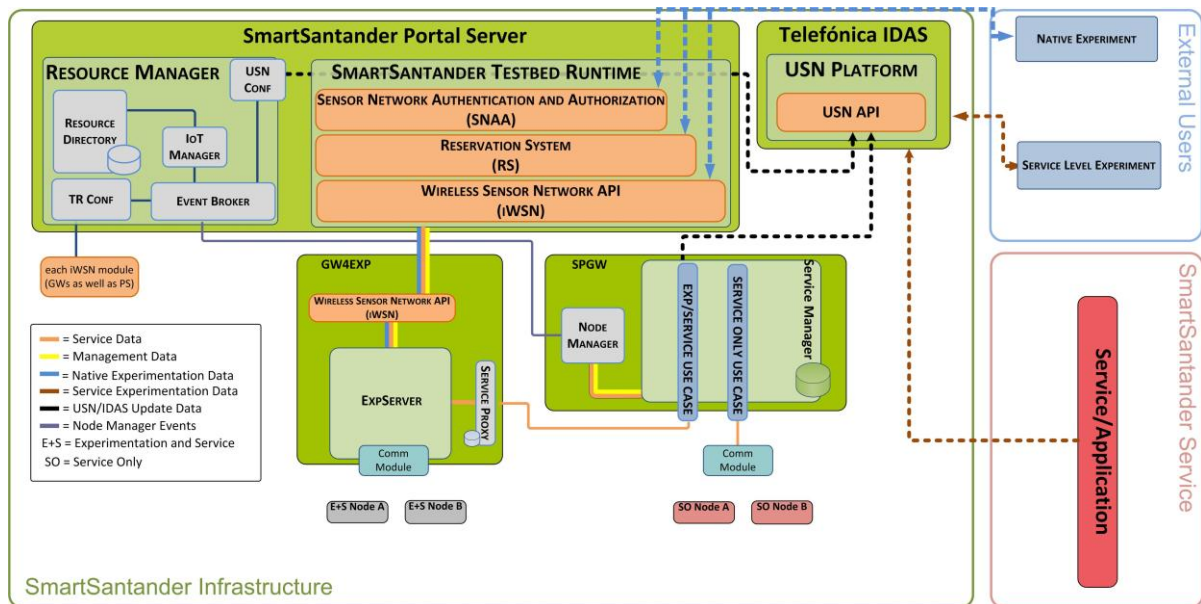 SmartSantander Portal Server
RESOURCE MANAGER
USN
CONF
RESOURCE
DIRECTORY
IOT
MANAGER
TR CONF
EVENT BROKER
SMARTSANTANDER TESTBED RUNTIME
SENSOR NETWORK AUTHENTICATION AND AUTHORIZATION
(SNAA)
RESERVATION SYSTEM
(RS)
WIRELESS SENSOR NETWORK API
(IWSN)
Telefónica IDAS
USN PLATFORM
USN API
External Users
NATIVE EXPERIMENT
SERVICE LEVEL EXPERIMENT
each iWSN module
(GWs as well as PS)
GW4EXP
WIRELESS SENSOR NETWORK API
(IWSN)
EXPSERVER
SERVICE PROXY
Comm
Module
E+S Node A
E+S Node B
SPGW
NODE
MANAGER
EXP/SERVICE USE CASE
SERVICE ONLY USE CASE
Service Manager
Comm
Module
SO Node A
SO Node B
SmartSantander Service
Service/Application
= Service Data
= Management Data
= Native Experimentation Data
= Service Experimentation Data
= USN/IDAS Update Data
= Node Manager Events
E+S = Experimentation and Service
SO = Service Only
SmartSantander Infrastructure